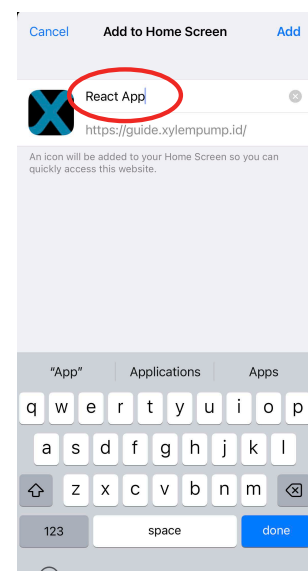 Cancel Add to Home Screen Add
React App
https://guide.xylempump.id/
An icon will be added to your Home Screen so you can
quickly access this website.
“App” Applications Apps
q w e r t y u i o p
a s d f g h j k l
z x c v b n m
123 space done